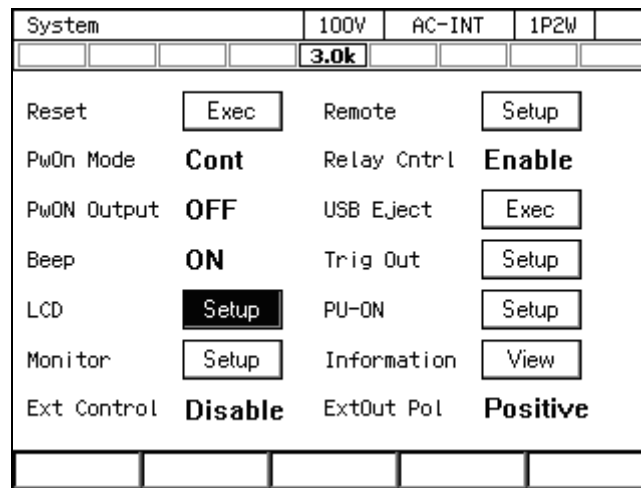 System 100V AC-INT 1P2W
3.0k
Reset Exec Remote Setup
PwOn Mode Cont Relay Cntrl Enable
PwON Output OFF USB Eject Exec
Beep ON Trig Out Setup
LCD Setup PU-ON Setup
Monitor Setup Information View
Ext Control Disable ExtOut Pol Positive